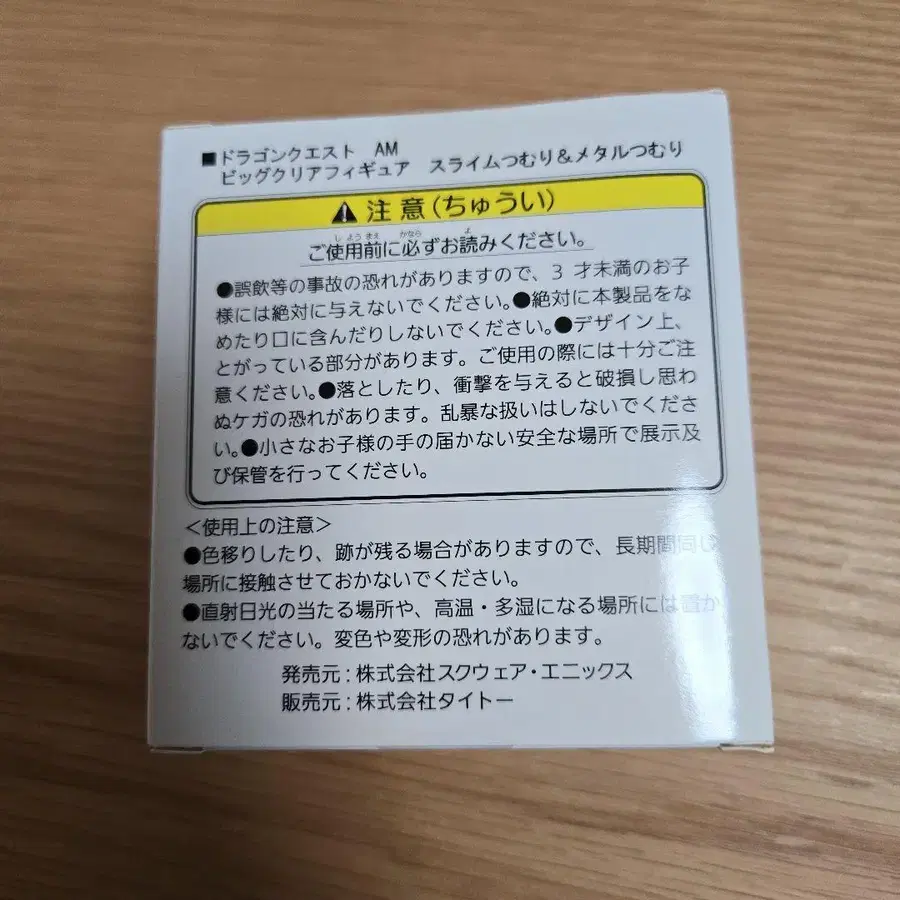 ■ドラゴンクエスト AM
ビッグクリアフィギュア スライムつむり&メタルつむり
⚠注意(ちゅうい)
ご使用前に必ずお読みください。
●誤飲等の事故の恐れがありますので、3 才未満のお子
様には絶対に与えないでください。●絶対に本製品をな
めたり口に含んだりしないでください。●デザイン上、
とがっている部分があります。ご使用の際には十分ご注
意ください。●落としたり、衝撃を与えると破損し思わ
ぬケガの恐れがあります。乱暴な扱いはしないでくださ
い。●小さなお子様の手の届かない安全な場所で展示及
び保管を行ってください。
<使用上の注意>
●色移りしたり、跡が残る場合がありますので、長期間同じ
場所に接触させておかないでください。
●直射日光の当たる場所や、高温・多湿になる場所には置か
ないでください。変色や変形の恐れがあります。
発売元:株式会社スクウェア・エニックス
販売元:株式会社タイトー